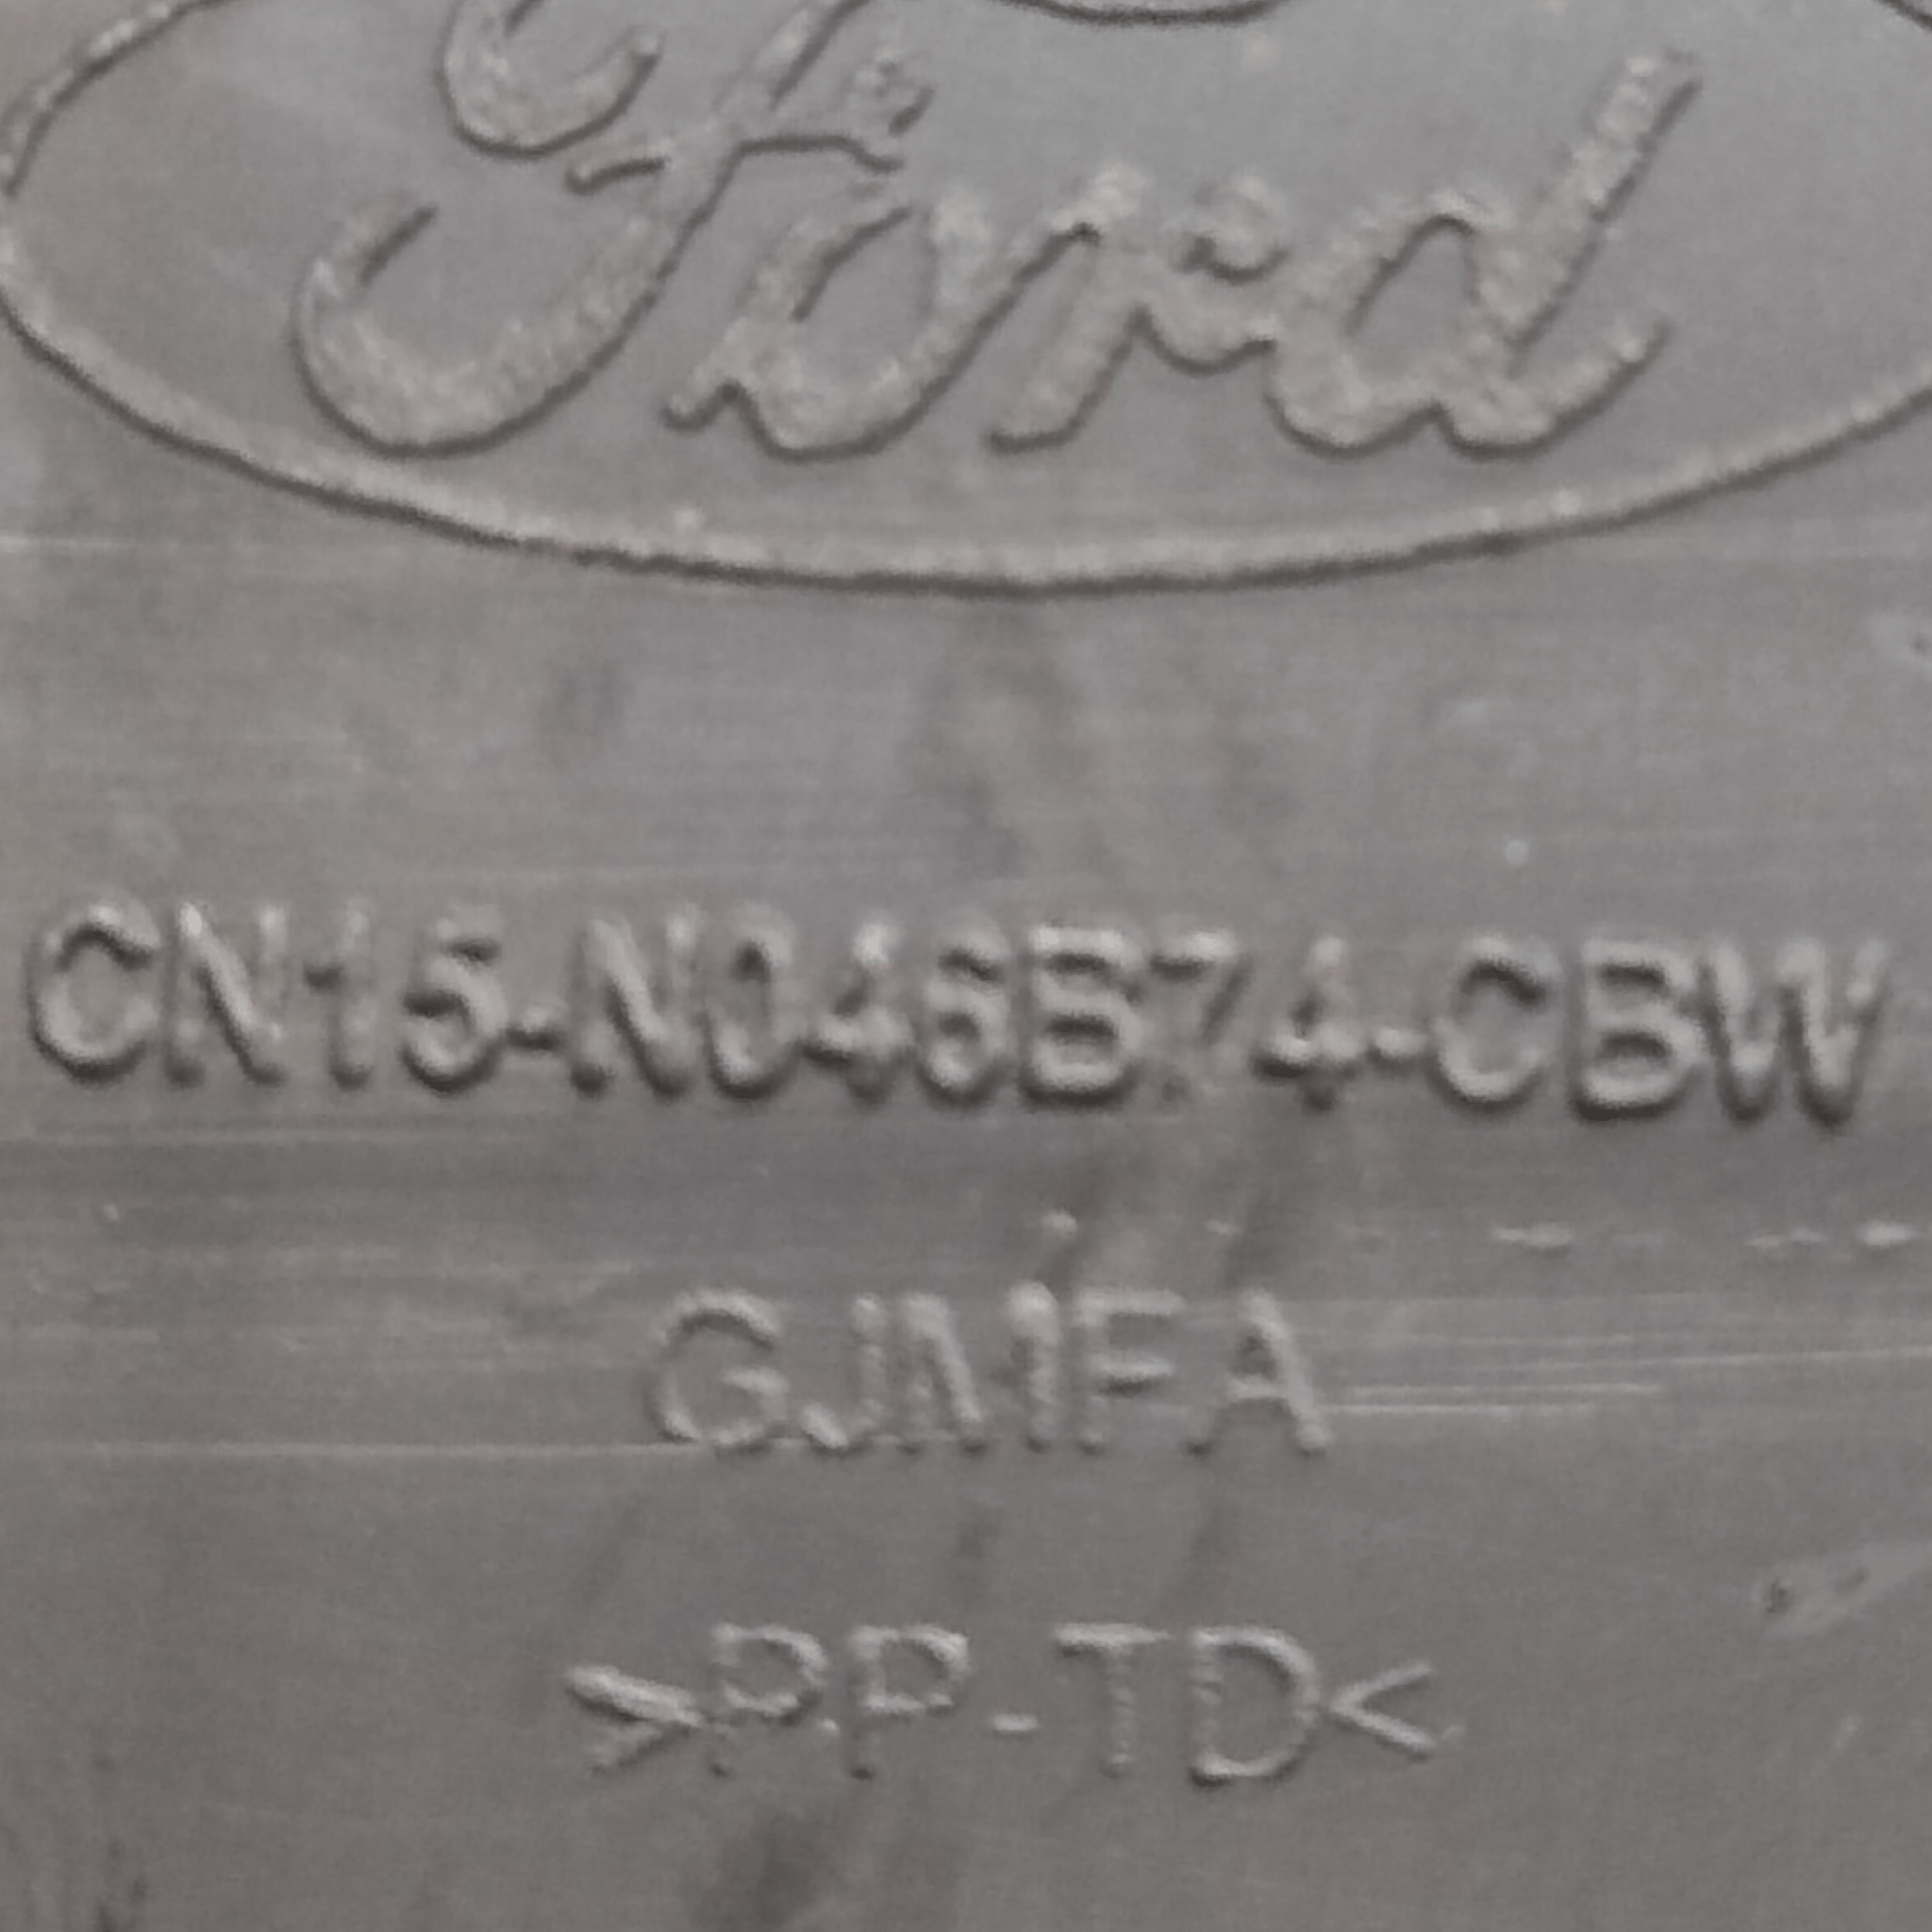 Ford
CN15-N046B74-CBW
GJMFA
>PP-TD<